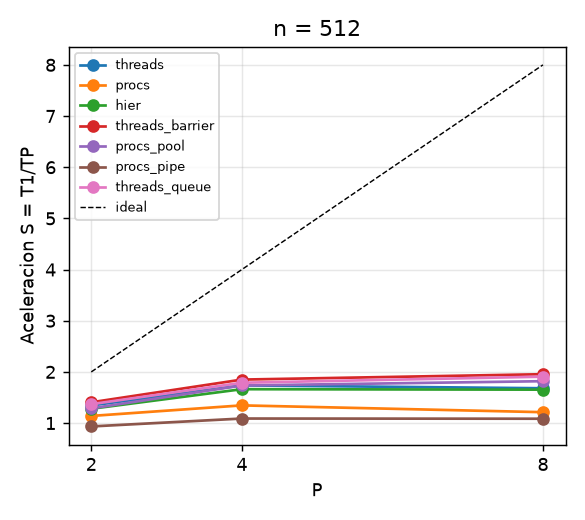 n = 512
Aceleracion S = T1/TP
8
7
6
5
4
3
2
1
threads
procs
hier
threads_barrier
procs_pool
procs_pipe
threads_queue
ideal
2
4
8
P